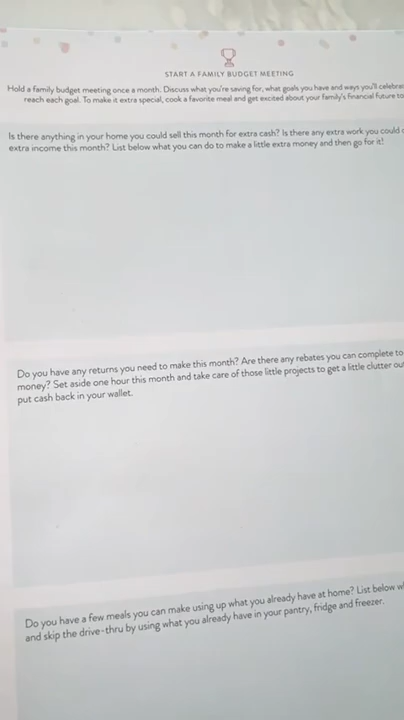 START A FAMILY BUDGET MEETING
Hold a family budget meeting once a month. Discuss what you're saving for, what goals you have and ways you'll
reach each goal. To make it extra special, cook a favorite meal and get excited about your family's financial future
Is there anything in your home you could sell this month for extra cash? Is there any extra work you could
extra income this month? List below what you can do to make a little extra money and then go for it!
Do you have any returns you need to make this month? Are there any rebates you can complete to
money? Set aside one hour this month and take care of those little projects to get a little clutter
put cash back in your wallet.
Do you have a few meals you can make using up what you already have at home? List below
and skip the drive-thru by using what you already have in your pantry, fridge and freezer.